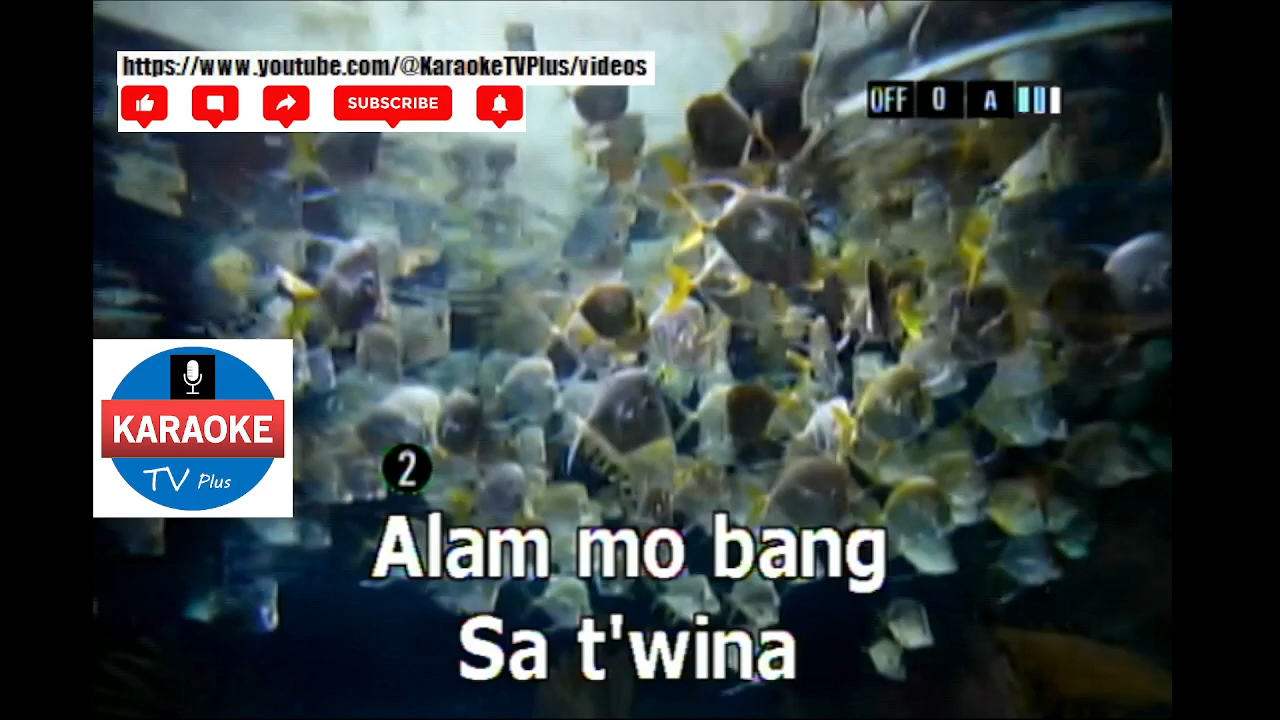 https://www.youtube.com/@KaraokeTVPlus/videos
SUBSCRIBE
OFF 0 A
KARAOKE
TV Plus
2
Alam mo bang
Sa t'wina